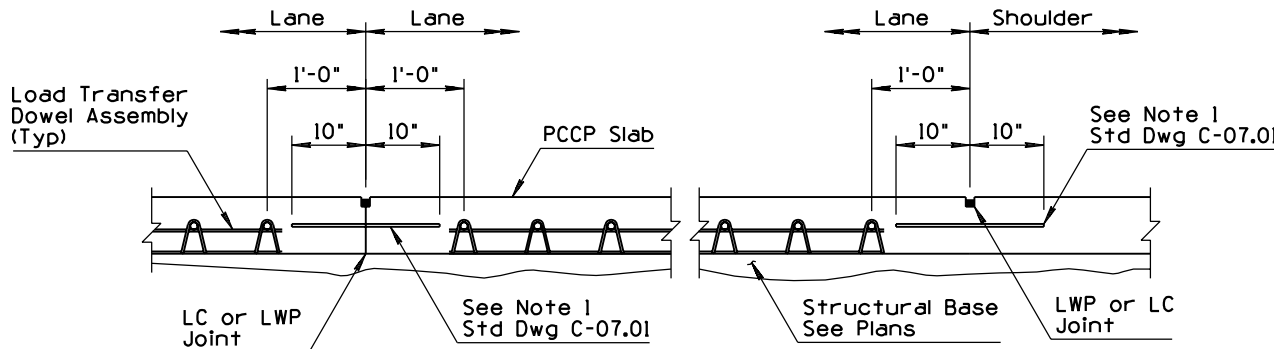 Lane
Lane
1'-0"
1'-0"
Load Transfer
Dowel Assembly
(Typ)
10"
10"
PCCP Slab
LC or LWP
Joint
See Note 1
Std Dwg C-07.01
Lane
Shoulder
1'-0"
10"
10"
See Note 1
Std Dwg C-07.01
Structural Base
See Plans
LWP or LC
Joint